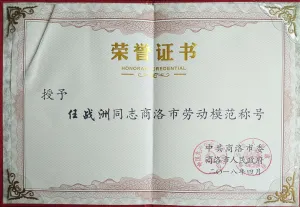 荣誉证书
HONORARY CREDENTIAL
授予
任战洲同志商洛市劳动模范称号
中共商洛市委
商洛市人民政府
二〇一八年四月